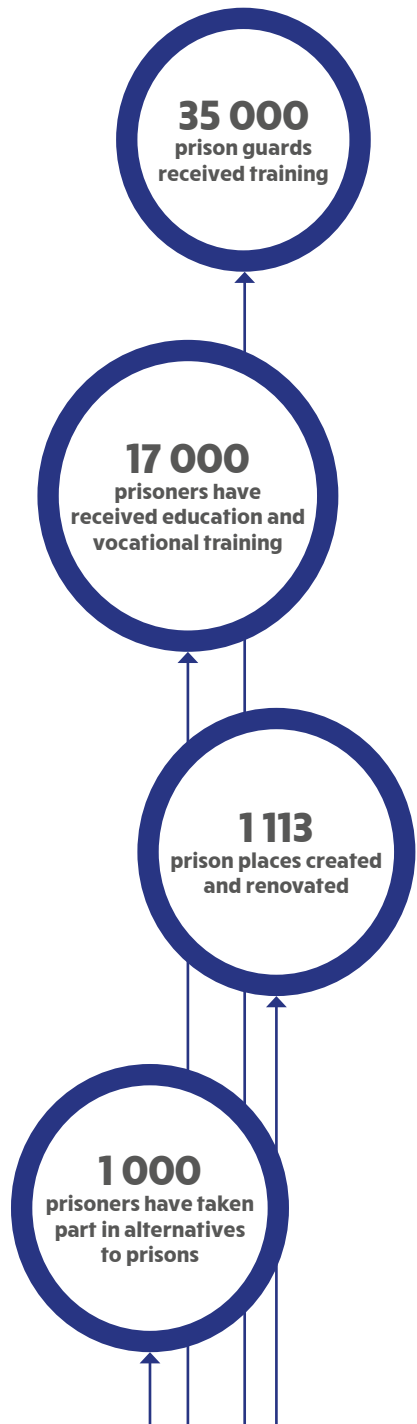 35 000
prison guards
received training
17 000
prisoners have
received education and
vocational training
1 113
prison places created
and renovated
1 000
prisoners have taken
part in alternatives
to prisons